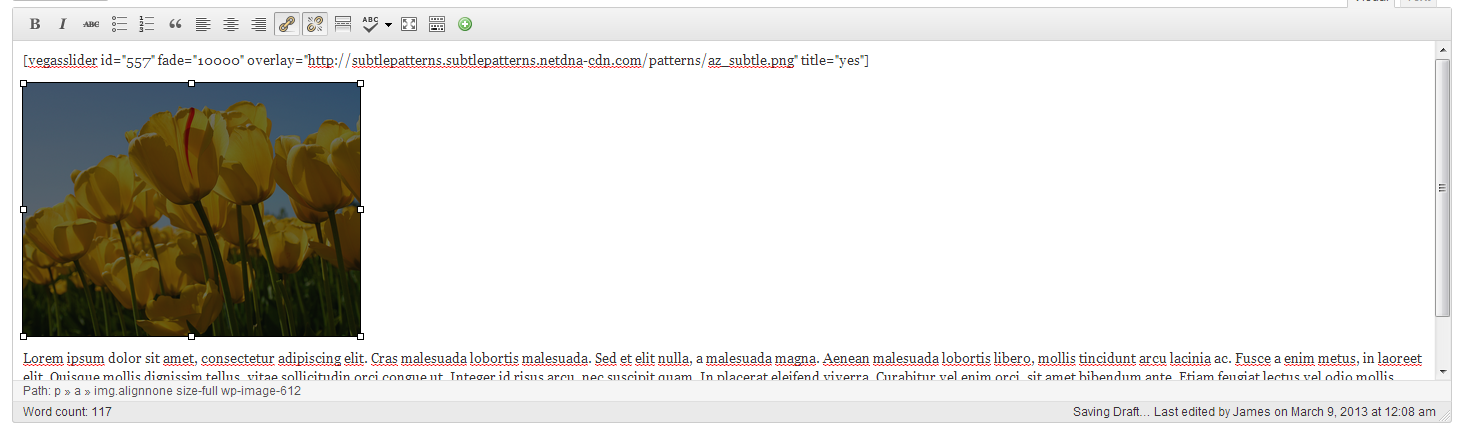 B I ABC ABC
[vegasslider id="557" fade="10000" overlay="http://subtlepatterns.subtlepatterns.netdna-cdn.com/patterns/az_subtle.png" title="yes"]
Lorem ipsum dolor sit amet, consectetur adipiscing elit. Cras malesuada lobortis malesuada. Sed et elit nulla, a malesuada magna. Aenean malesuada lobortis libero, mollis tincidunt arcu lacinia ac. Fusce a enim metus, in laoreet
elit. Quisque mollis dignissim tellus, vitae sollicitudin orci congue ut. Integer id risus arcu, nec suscipit quam. In placerat eleifend viverra. Curabitur vel enim orci, sit amet bibendum ante. Etiam feugiat lectus vel odio mollis
Path: p » a » img.alignnone size-full wp-image-612
Word count: 117
Saving Draft... Last edited by James on March 9, 2013 at 12:08 am